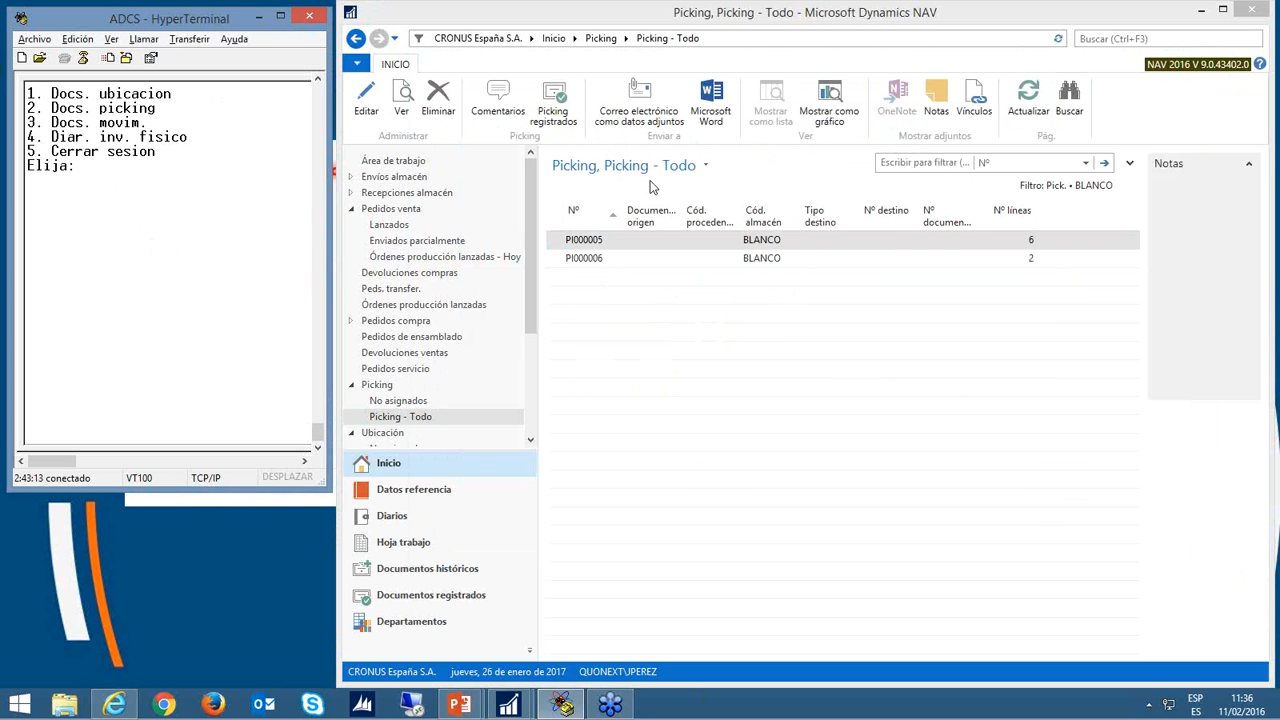 ADCS - HyperTerminal
Archivo Edición Ver Llamar Transferir Ayuda
1. Docs. ubicacion
2. Docs. picking
3. Docs. movim.
4. Diar. inv. fisico
5. Cerrar sesion
Elija:
2:43:13 conectado VT100 TCP/IP DESPLAZAR
Picking, Picking - Todo - Microsoft Dynamics NAV
CRONUS España S.A. Inicio Picking Picking - Todo
Buscar (Ctrl+F3)
INICIO
NAV 2016 V 9.0.43402.0
Editar Ver Eliminar
Administrar
Comentarios Picking registrados
Picking
Correo electrónico como datos adjuntos Microsoft Word
Enviar a
Mostrar como lista Mostrar como gráfico
Ver
OneNote Notas Vínculos
Mostrar adjuntos
Actualizar Buscar
Pág.
Área de trabajo
Envíos almacén
Recepciones almacén
Pedidos venta
Lanzados
Enviados parcialmente
Órdenes producción lanzadas - Hoy
Devoluciones compras
Peds. transfer.
Órdenes producción lanzadas
Pedidos compra
Pedidos de ensamblado
Devoluciones ventas
Pedidos servicio
Picking
No asignados
Picking - Todo
Ubicación
Inicio
Datos referencia
Diarios
Hoja trabajo
Documentos históricos
Documentos registrados
Departamentos
Picking, Picking - Todo
Escribir para filtrar (... Nº
Filtro: Pick. • BLANCO
Nº Documen... origen Cód. proceden... Cód. almacén Tipo destino Nº destino Nº documen... Nº líneas
PI000005 BLANCO 6
PI000006 BLANCO 2
Notas
CRONUS España S.A. jueves, 26 de enero de 2017 QUONEXT\JPEREZ
ESP
ES
11:36
11/02/2016